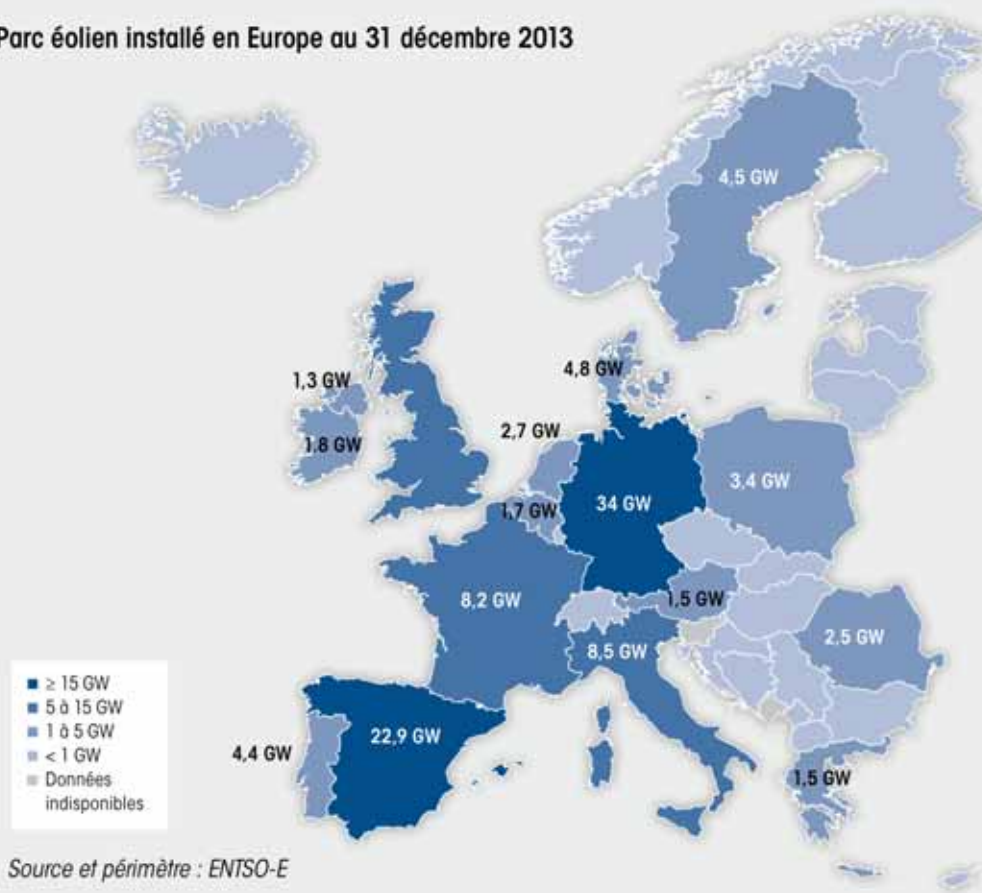 Parc éolien installé en Europe au 31 décembre 2013
4,5 GW
1,3 GW
4,8 GW
1,8 GW
2,7 GW
3,4 GW
34 GW
1,7 GW
8,2 GW
1,5 GW
2,5 GW
8,5 GW
≥ 15 GW
5 à 15 GW
1 à 5 GW
< 1 GW
Données
indisponibles
22,9 GW
4,4 GW
1,5 GW
Source et périmètre : ENTSO-E